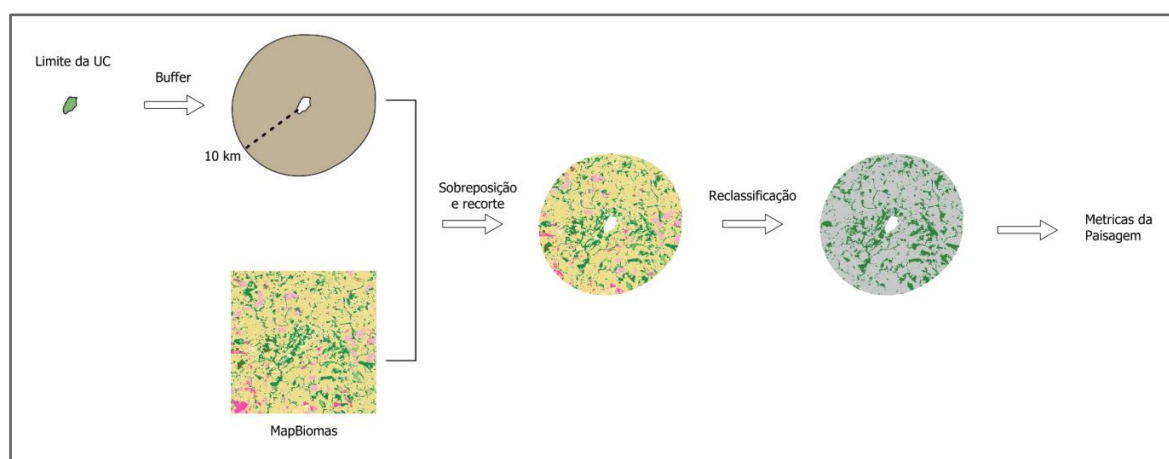 Limite da UC
Buffer
10 km
MapBiomas
Sobreposição
e recorte
Reclassificação
Metricas da
Paisagem